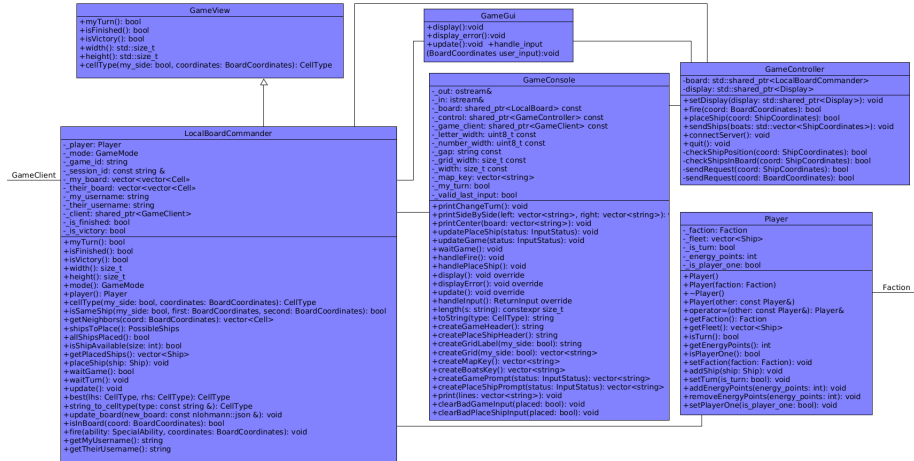 GameView
+myTurn(): bool
+isFinished(): bool
+isVictory(): bool
+width(): std::size_t
+height(): std::size_t
+cellType(my_side: bool, coordinates: BoardCoordinates): CellType
GameGui
+display():void
+display_error():void
+update():void +handle_input
(BoardCoordinates user_input):void
GameController
-board: std::shared_ptr<LocalBoardCommander>
-display: std::shared_ptr<Display>
+setDisplay(display: std::shared_ptr<Display>): void
+fire(coord: BoardCoordinates): bool
+placeShip(coord: ShipCoordinates): bool
+sendShips(boats: std::vector<ShipCoordinates>): void
+connectServer(): void
+quit(): void
-checkShipPosition(coord: ShipCoordinates): bool
-checkShipsInBoard(coord: ShipCoordinates): bool
-sendRequest(coord: ShipCoordinates): bool
-sendRequest(coord: BoardCoordinates): bool
GameConsole
-_out: ostream&
-_in: istream&
-_board: shared_ptr<LocalBoard> const
-_control: shared_ptr<GameController> const
-_game_client: shared_ptr<GameClient> const
-_letter_width: uint8_t const
-_number_width: uint8_t const
-_gap: string const
-_grid_width: size_t const
-_width: size_t const
-_map_key: vector<string>
-_my_turn: bool
-_valid_last_input: bool
+printChangeTurn(): void
+printSideBySide(left: vector<string>, right: vector<string>):
+printCenter(board: vector<string>): void
+updatePlaceShip(status: InputStatus): void
+updateGame(status: InputStatus): void
+waitGame(): void
+handleFire(): void
+handlePlaceShip(): void
+display(): void override
+displayError(): void override
+update(): void override
+handleInput(): ReturnInput override
+length(s: string): constexpr size_t
+toString(type: CellType): string
+createGameHeader(): string
+createPlaceShipHeader(): string
+createGridLabel(my_side: bool): string
+createGrid(my_side: bool): vector<string>
+createMapKey(): vector<string>
+createBoatsKey(): vector<string>
+createGamePrompt(status: InputStatus): vector<string>
+createPlaceShipPrompt(status: InputStatus): vector<string>
+print(lines: vector<string>): void
+clearBadGameInput(placed: bool): void
+clearBadPlaceShipInput(placed: bool): void
GameClient
LocalBoardCommander
-_player: Player
-_mode: GameMode
-_game_id: string
-_session_id: const string &
-_my_board: vector<vector<Cell»
-_their_board: vector<vector<Cell»
-_my_username: string
-_their_username: string
-_client: shared_ptr<GameClient>
-_is_finished: bool
-_is_victory: bool
+myTurn(): bool
+isFinished(): bool
+isVictory(): bool
+width(): size_t
+height(): size_t
+mode(): GameMode
+player(): Player
+cellType(my_side: bool, coordinates: BoardCoordinates): CellType
+isSameShip(my_side: bool, first: BoardCoordinates, second: BoardCoordinates): bool
+getNeighbors(coord: BoardCoordinates): vector<Cell>
+shipsToPlace(): PossibleShips
+allShipsPlaced(): bool
+isShipAvailable(size: int): bool
+getPlacedShips(): vector<Ship>
+placeShip(ship: Ship): void
+waitGame(): bool
+waitTurn(): void
+update(): void
+best(lhs: CellType, rhs: CellType): CellType
+string_to_celltype(type: const string &): CellType
+update_board(new_board: const nlohmann::json &): void
+isInBoard(coord: BoardCoordinates): bool
+fire(ability: SpecialAbility, coordinates: BoardCoordinates): void
+getMyUsername(): string
+getTheirUsername(): string
Player
-_faction: Faction
-_fleet: vector<Ship>
-_is_turn: bool
-_energy_points: int
-_is_player_one: bool
+Player()
+Player(faction: Faction)
+~Player()
+Player(other: const Player&)
+operator=(other: const Player&): Player&
+getFaction(): Faction
+getFleet(): vector<Ship>
+isTurn(): bool
+getEnergyPoints(): int
+isPlayerOne(): bool
+setFaction(faction: Faction): void
+addShip(ship: Ship): void
+setTurn(is_turn: bool): void
+addEnergyPoints(energy_points: int): void
+removeEnergyPoints(energy_points: int): void
+setPlayerOne(is_player_one: bool): void
Faction